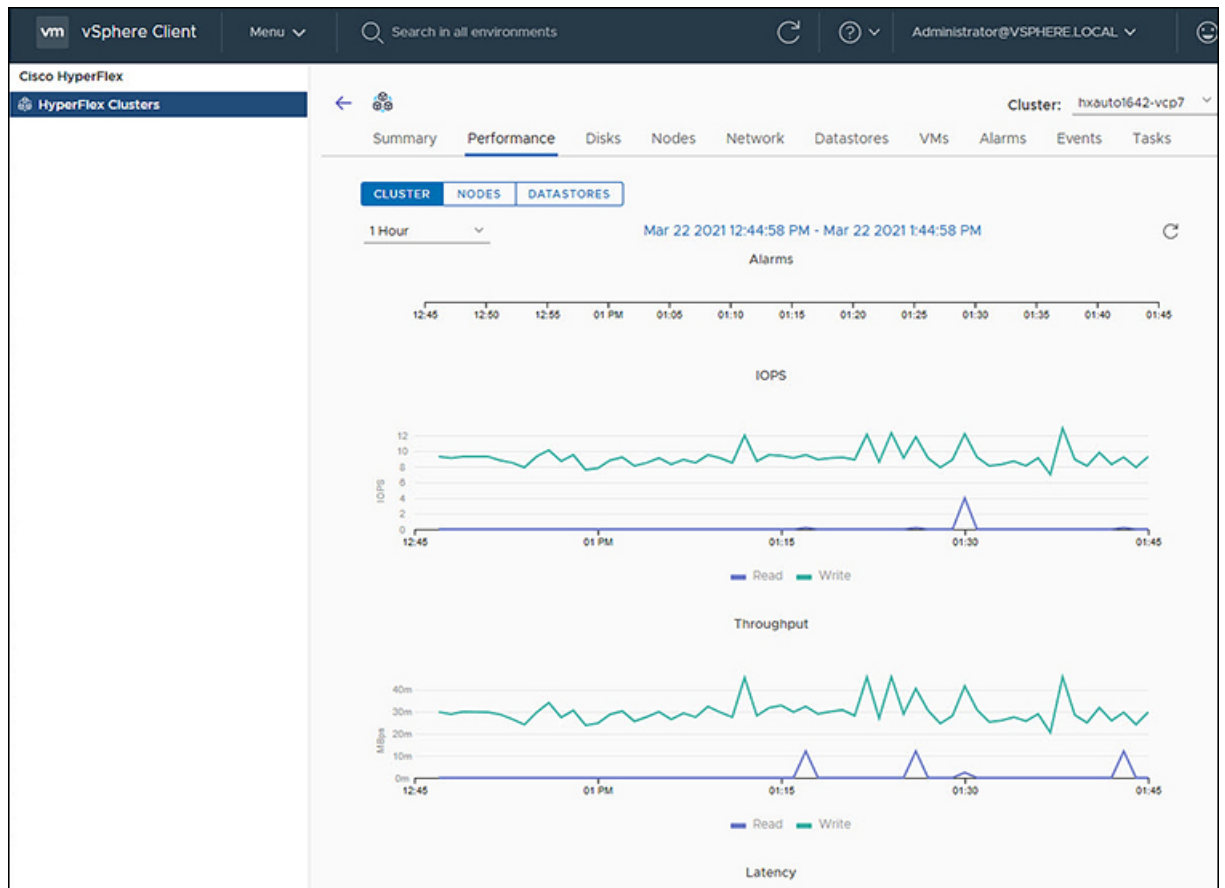 vm vSphere Client Menu Search in all environments Administrator@VSPHERE.LOCAL
Cisco HyperFlex
HyperFlex Clusters
Cluster: hxauto1642-vcp7
Summary Performance Disks Nodes Network Datastores VMs Alarms Events Tasks
CLUSTER NODES DATASTORES
1 Hour Mar 22 2021 12:44:58 PM - Mar 22 2021 1:44:58 PM
Alarms
12:45 12:50 12:55 01 PM 01:05 01:10 01:15 01:20 01:25 01:30 01:35 01:40 01:45
IOPS
12
10
8
6
4
2
0
IOPS
12:45 01 PM 01:15 01:30 01:45
Read Write
Throughput
40m
30m
20m
10m
0m
MBps
12:45 01 PM 01:15 01:30 01:45
Read Write
Latency